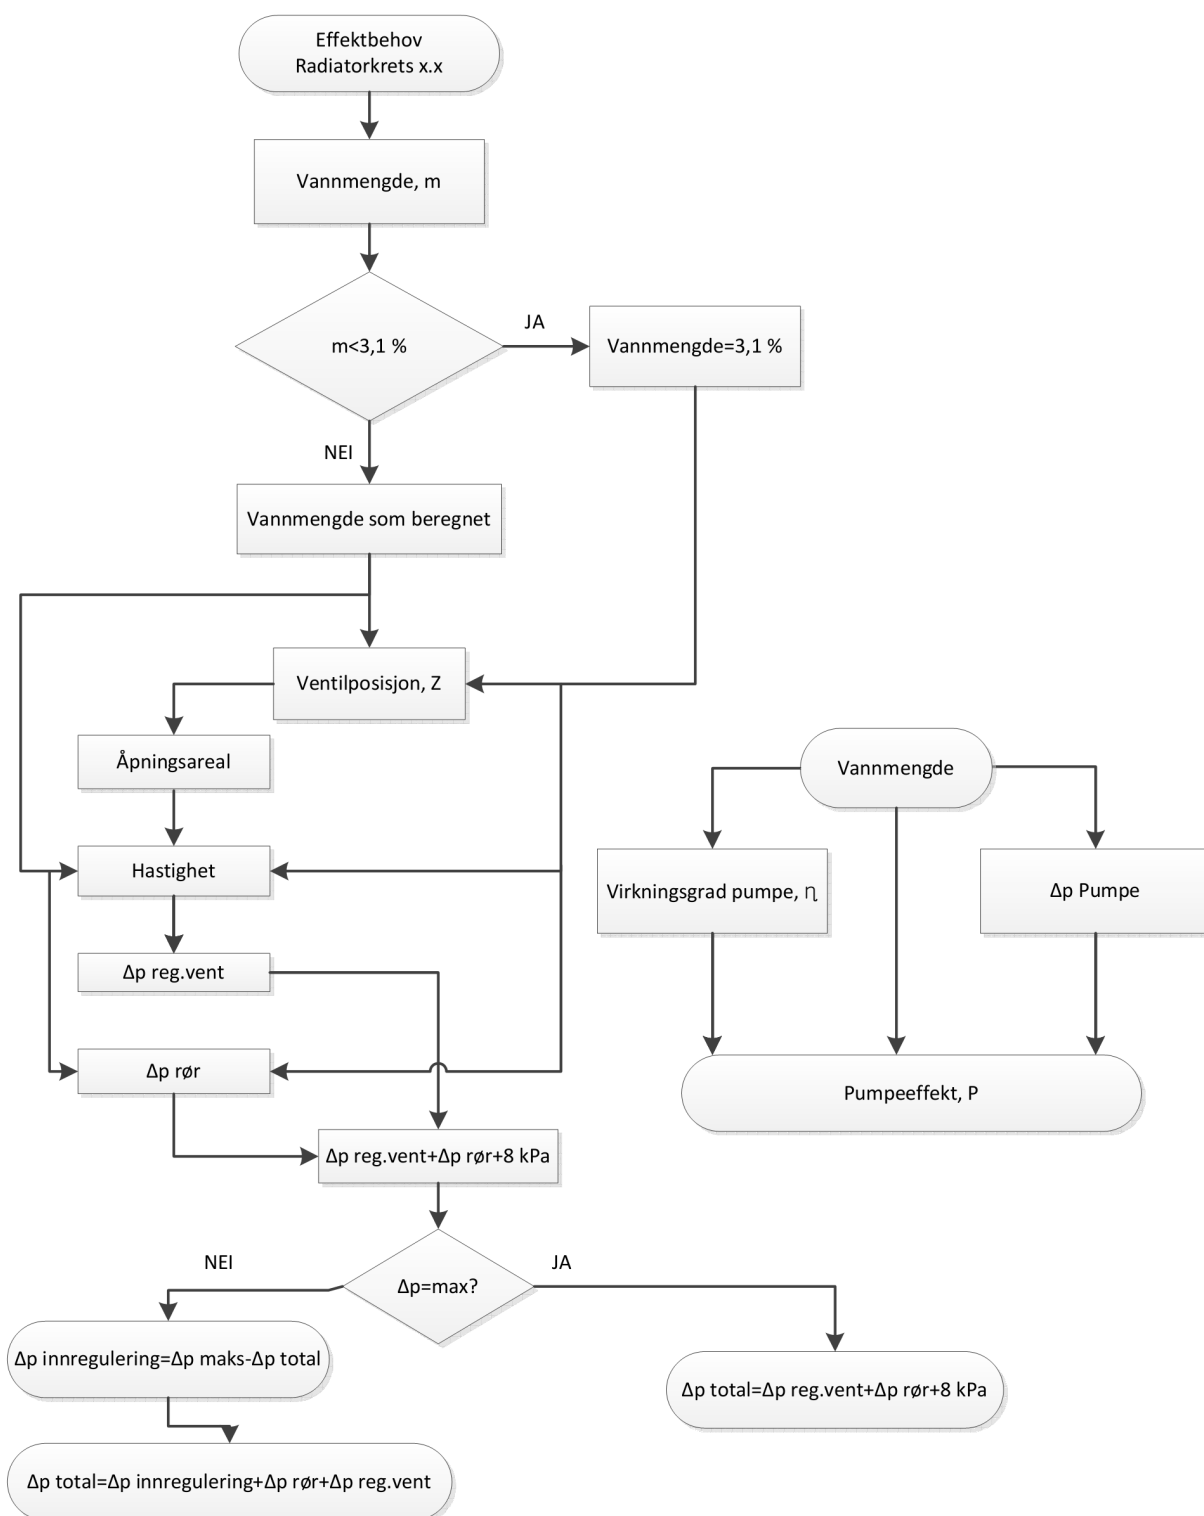 Effektbehov
Radiatorkrets x.x
Vannmengde, m
m<3,1 %
JA
Vannmengde=3,1 %
NEI
Vannmengde som beregnet
Ventilposisjon, Z
Åpningsareal
Hastighet
Δp reg.vent
Δp rør
Δp reg.vent+Δp rør+8 kPa
Δp=max?
NEI
JA
Δp innregulering=Δp maks-Δp total
Δp total=Δp innregulering+Δp rør+Δp reg.vent
Δp total=Δp reg.vent+Δp rør+8 kPa
Vannmengde
Virkningsgrad pumpe, η
Δp Pumpe
Pumpeeffekt, P